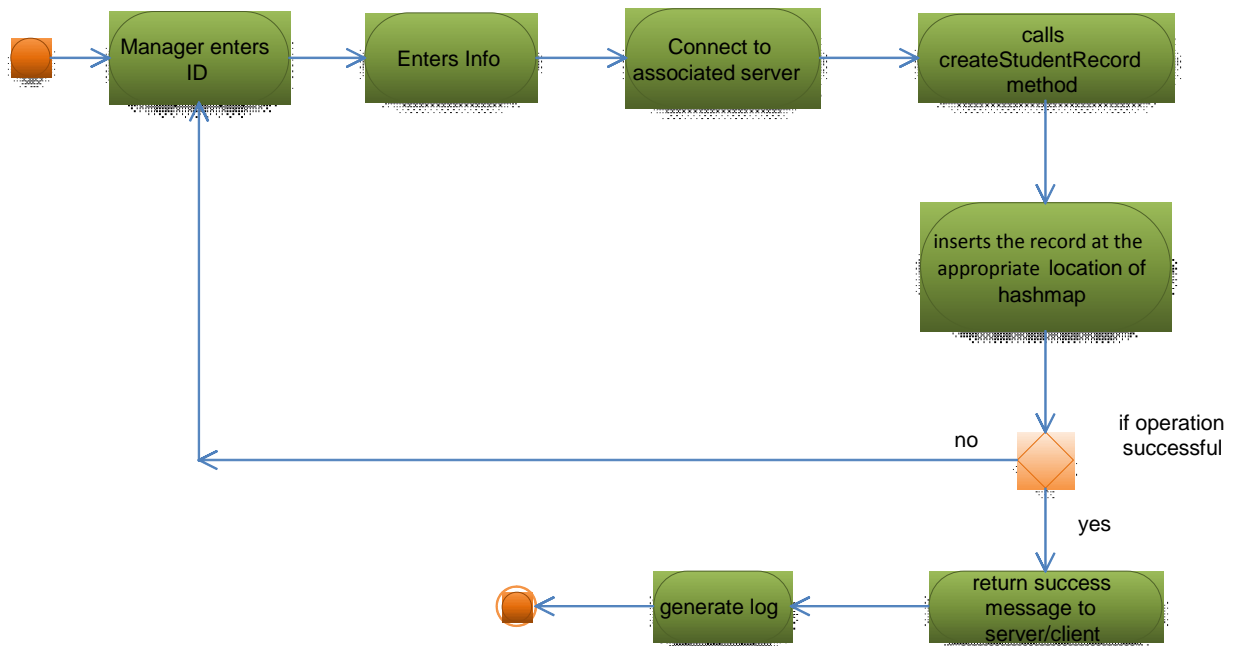 Manager enters
ID
Enters Info
Connect to
associated server
calls
createStudentRecord
method
inserts the record at the
appropriate location of
hashmap
if operation
successful
no
yes
return success
message to
server/client
generate log